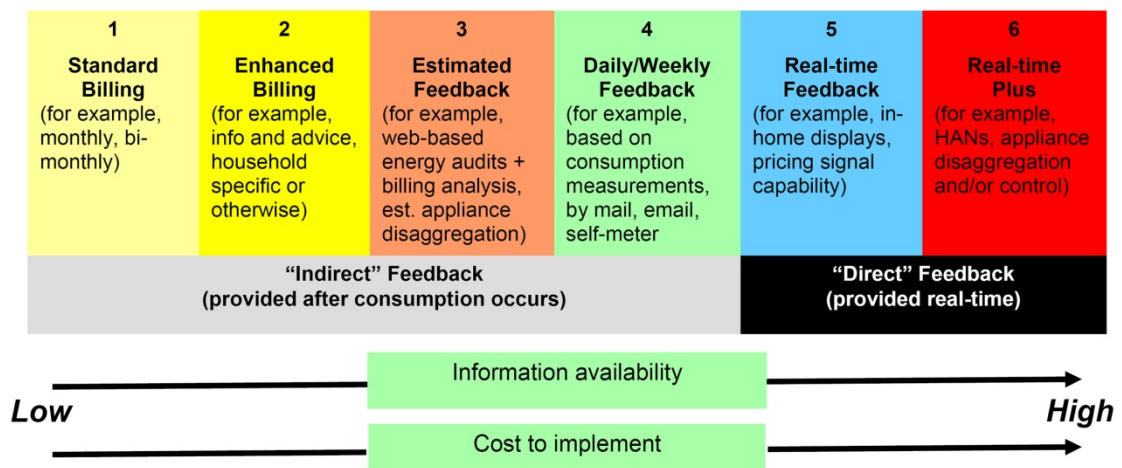 1
Standard
Billing
(for example,
monthly, bi-
monthly)
2
Enhanced
Billing
(for example,
info and advice,
household
specific or
otherwise)
3
Estimated
Feedback
(for example,
web-based
energy audits +
billing analysis,
est. appliance
disaggregation)
4
Daily/Weekly
Feedback
(for example,
based on
consumption
measurements,
by mail, email,
self-meter
5
Real-time
Feedback
(for example, in-
home displays,
pricing signal
capability)
6
Real-time
Plus
(for example,
HANs, appliance
disaggregation
and/or control)
“Indirect” Feedback
(provided after consumption occurs)
“Direct” Feedback
(provided real-time)
Information availability
Low
High
Cost to implement